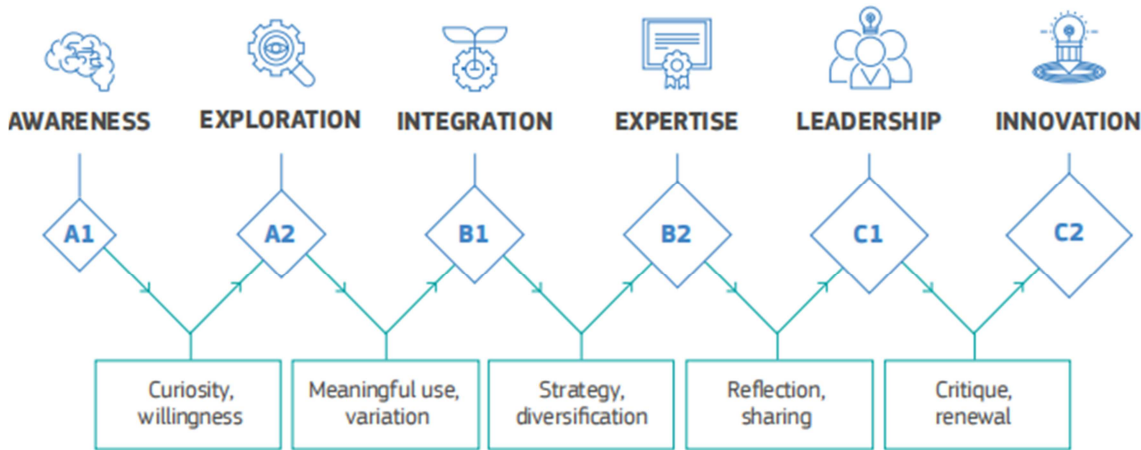 AWARENESS
EXPLORATION
INTEGRATION
EXPERTISE
LEADERSHIP
INNOVATION
A1
A2
B1
B2
C1
C2
Curiosity,
willingness
Meaningful use,
variation
Strategy,
diversification
Reflection,
sharing
Critique,
renewal